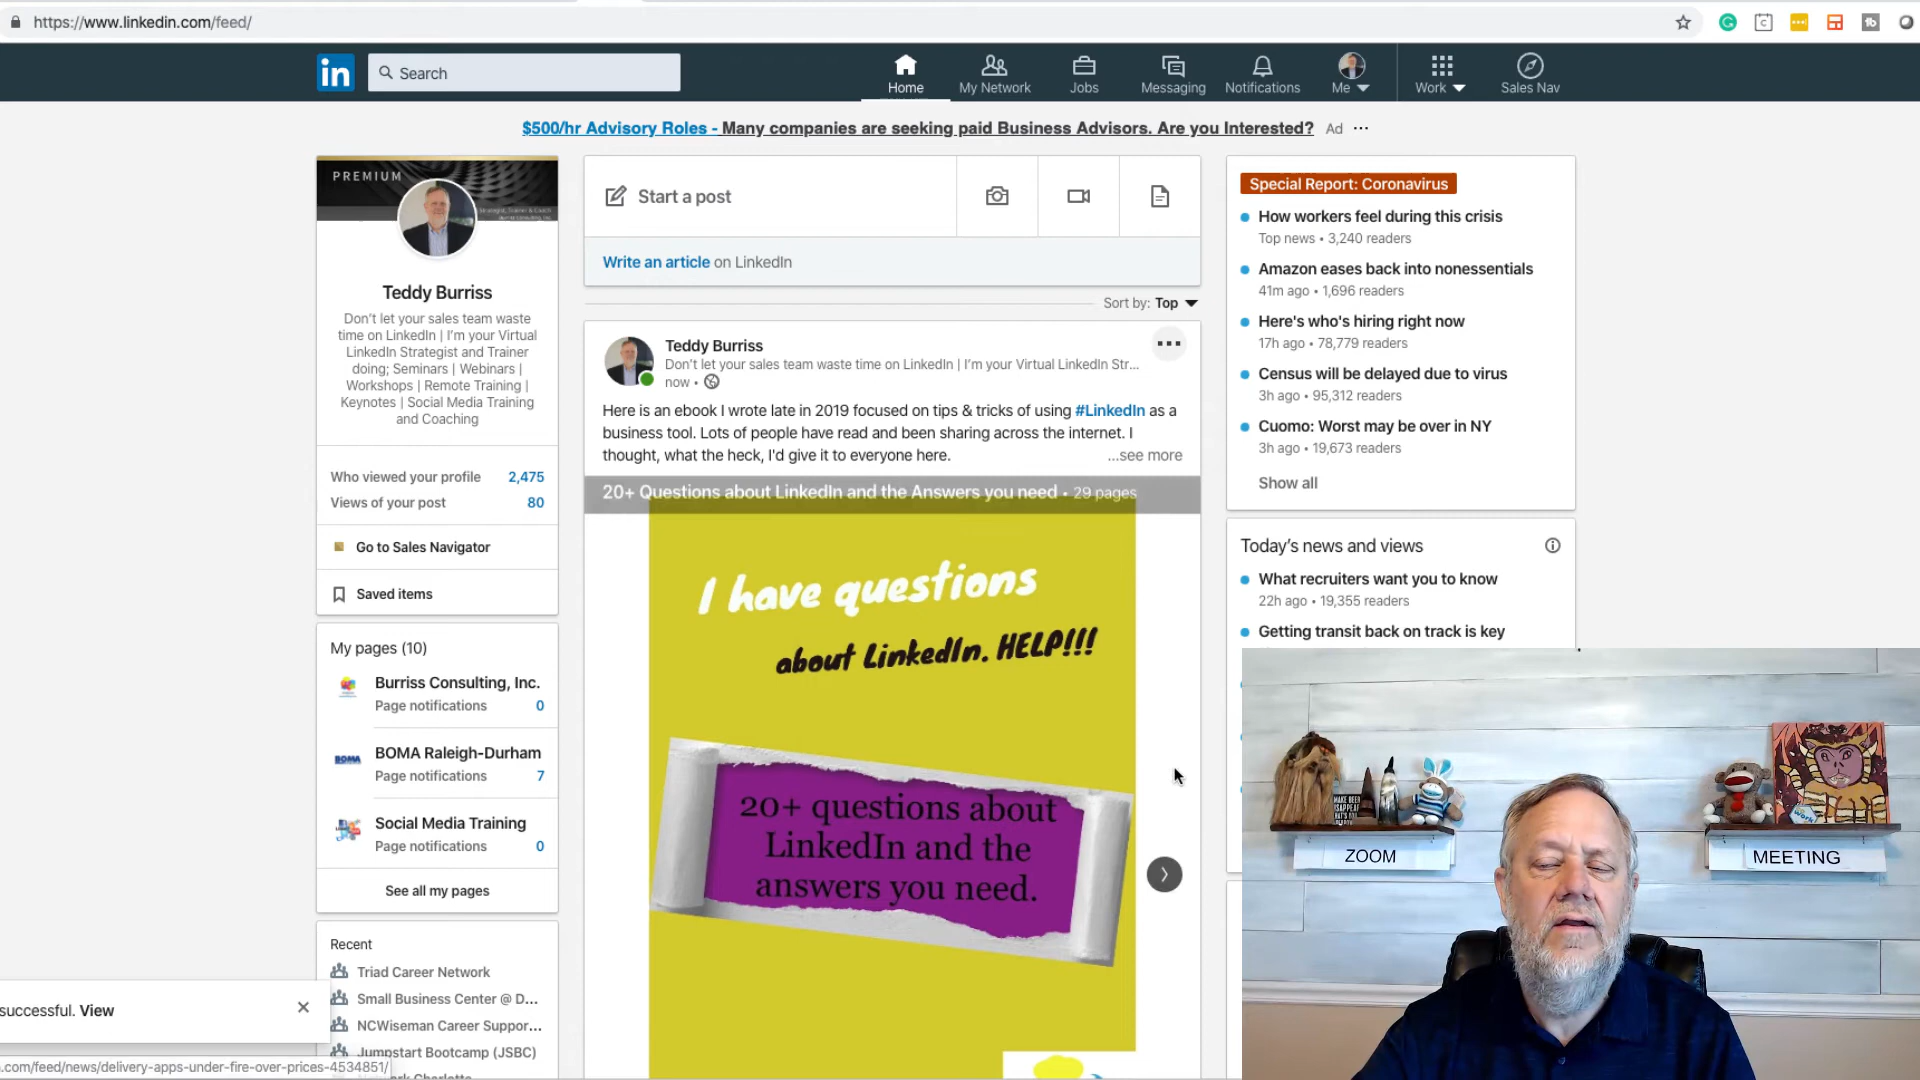 https://www.linkedin.com/feed/
in
Search
Home
My Network
Jobs
Messaging
Notifications
Me
Work
Sales Nav
$500/hr Advisory Roles - Many companies are seeking paid Business Advisors. Are you Interested?
Ad
PREMIUM
Teddy Burriss
Don't let your sales team waste
time on LinkedIn | I'm your Virtual
LinkedIn Strategist and Trainer
doing; Seminars | Webinars |
Workshops | Remote Training |
Keynotes | Social Media Training
and Coaching
Who viewed your profile 2,475
Views of your post 80
Go to Sales Navigator
Saved items
My pages (10)
Burriss Consulting, Inc.
Page notifications 0
BOMA
BOMA Raleigh-Durham
Page notifications 7
Social Media Training
Page notifications 0
See all my pages
Recent
Triad Career Network
Small Business Center @ D...
NCWiseman Career Suppor...
Jumpstart Bootcamp (JSBC)
successful. View
.com/feed/news/delivery-apps-under-fire-over-prices-4534851/
Start a post
Write an article on LinkedIn
Sort by: Top
Teddy Burriss
Don't let your sales team waste time on LinkedIn | I'm your Virtual LinkedIn Str...
now •
Here is an ebook I wrote late in 2019 focused on tips & tricks of using #LinkedIn as a
business tool. Lots of people have read and been sharing across the internet. I
thought, what the heck, I'd give it to everyone here.
...see more
20+ Questions about LinkedIn and the Answers you need • 29 pages
I have questions
about LinkedIn. HELP!!!
20+ questions about
LinkedIn and the
answers you need.
Special Report: Coronavirus
How workers feel during this crisis
Top news • 3,240 readers
Amazon eases back into nonessentials
41m ago • 1,696 readers
Here's who's hiring right now
17h ago • 78,779 readers
Census will be delayed due to virus
3h ago • 95,312 readers
Cuomo: Worst may be over in NY
3h ago • 19,673 readers
Show all
Today's news and views
What recruiters want you to know
22h ago • 19,355 readers
Getting transit back on track is key
ZOOM
MEETING